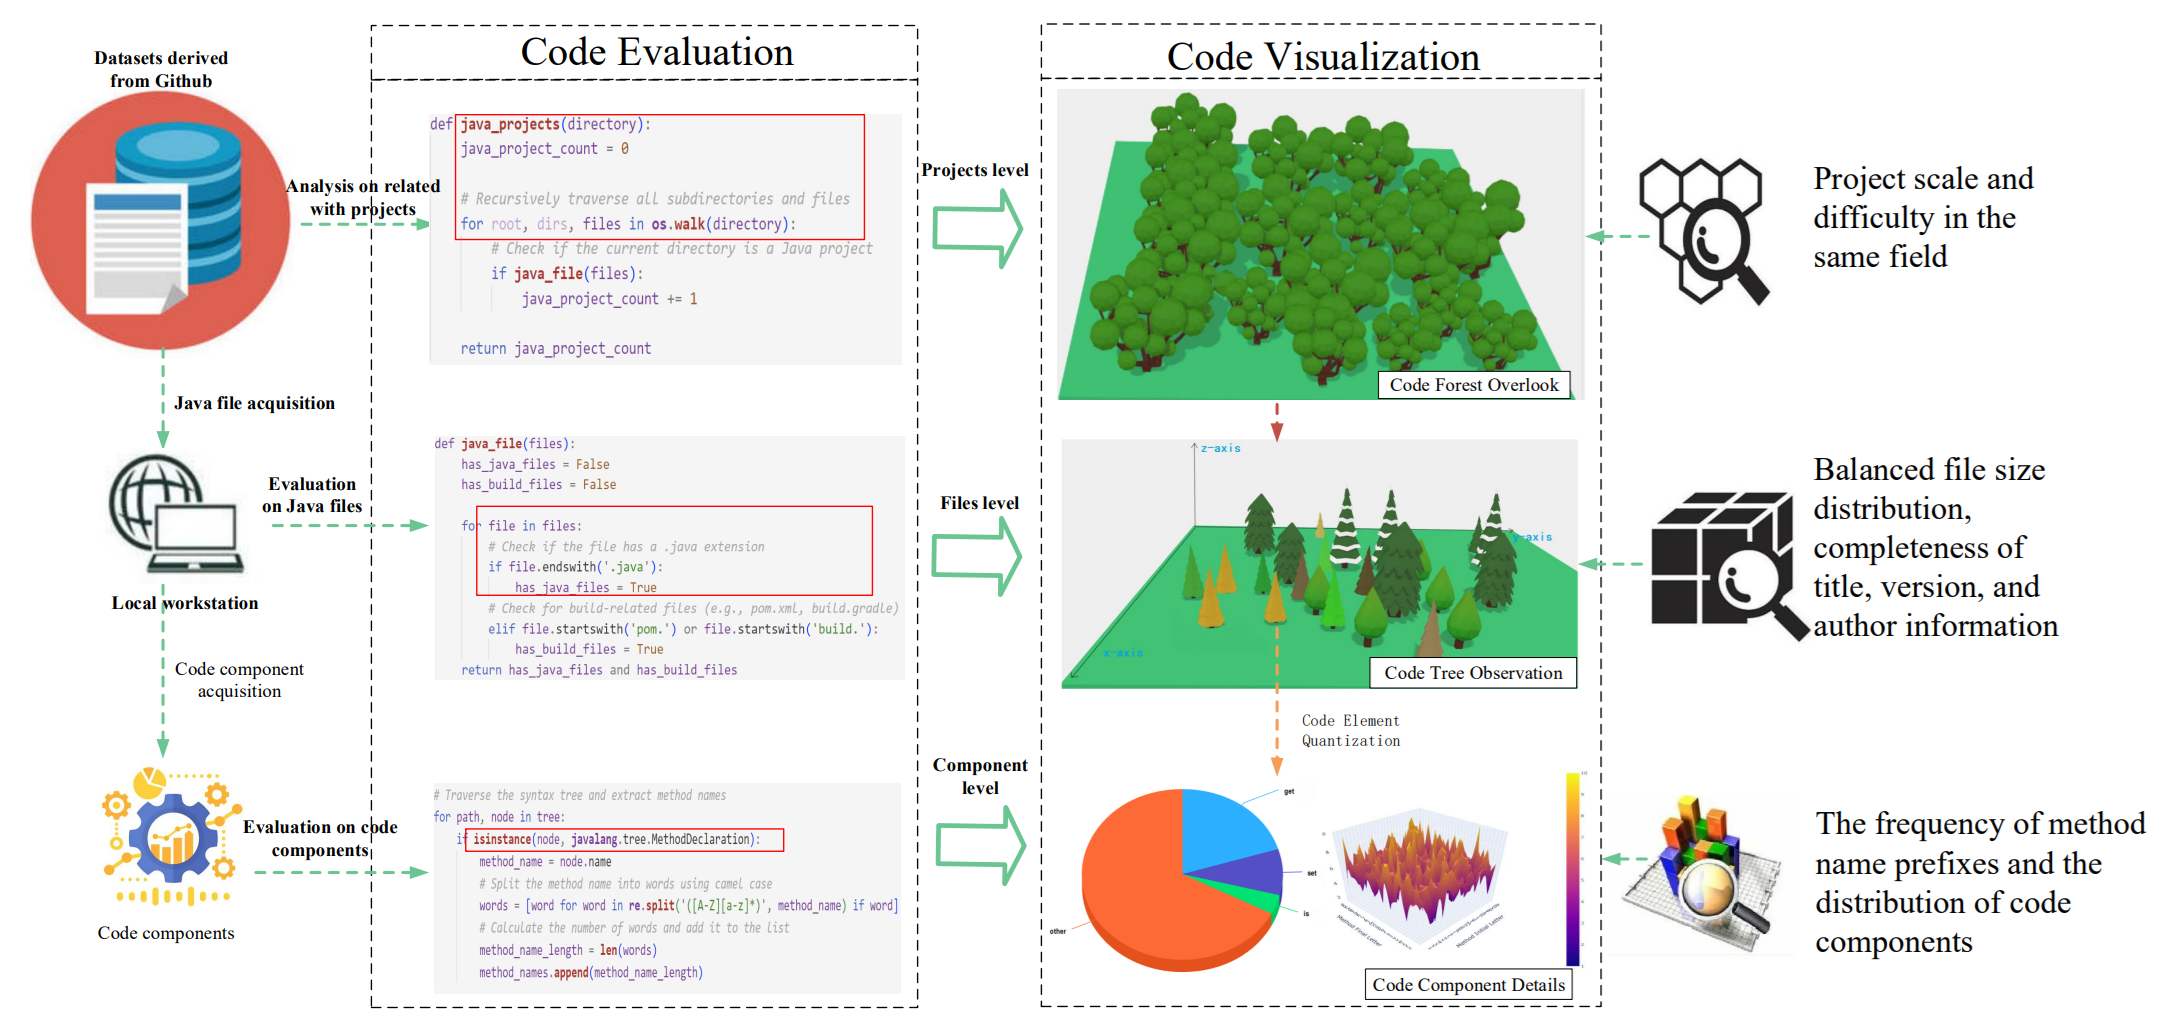 Datasets derived
from Github
Analysis on related
with projects
Java file acquisition
Evaluation
on Java files
Local workstation
Code component
acquisition
Evaluation on code
components
Code components
Code Evaluation
def java_projects(directory):
java_project_count = 0
# Recursively traverse all subdirectories and files
for root, dirs, files in os.walk(directory):
# Check if the current directory is a Java project
if java_file(files):
java_project_count += 1
return java_project_count
def java_file(files):
has_java_files = False
has_build_files = False
for file in files:
# Check if the file has a .java extension
if file.endswith('.java'):
has_java_files = True
# Check for build-related files (e.g., pom.xml, build.gradle)
elif file.startswith('pom.') or file.startswith('build.'):
has_build_files = True
return has_java_files and has_build_files
# Traverse the syntax tree and extract method names
for path, node in tree:
if isinstance(node, javalang.tree.MethodDeclaration):
method_name = node.name
# Split the method name into words using camel case
words = [word for word in re.split('([A-Z][a-z]*)', method_name) if word]
# Calculate the number of words and add it to the list
method_name_length = len(words)
method_names.append(method_name_length)
Projects level
Files level
Component
level
Code Visualization
Code Forest Overlook
z-axis
y-axis
x-axis
Code Tree Observation
Code Element
Quantization
get
set
is
other
Method Final Letter
Method Initial Letter
Code Component Details
Project scale and
difficulty in the
same field
Balanced file size
distribution,
completeness of
title, version, and
author information
The frequency of method
name prefixes and the
distribution of code
components